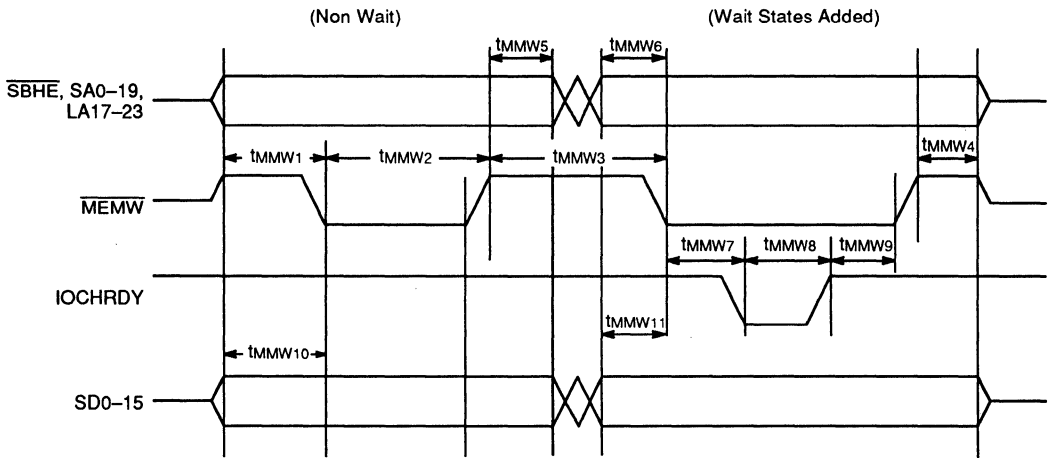 (Non Wait)
(Wait States Added)
tMMW5
tMMW6
SBHE, SA0–19,
LA17–23
tMMW1
tMMW2
tMMW3
tMMW4
MEMW
tMMW7
tMMW8
tMMW9
IOCHRDY
tMMW11
tMMW10
SD0–15